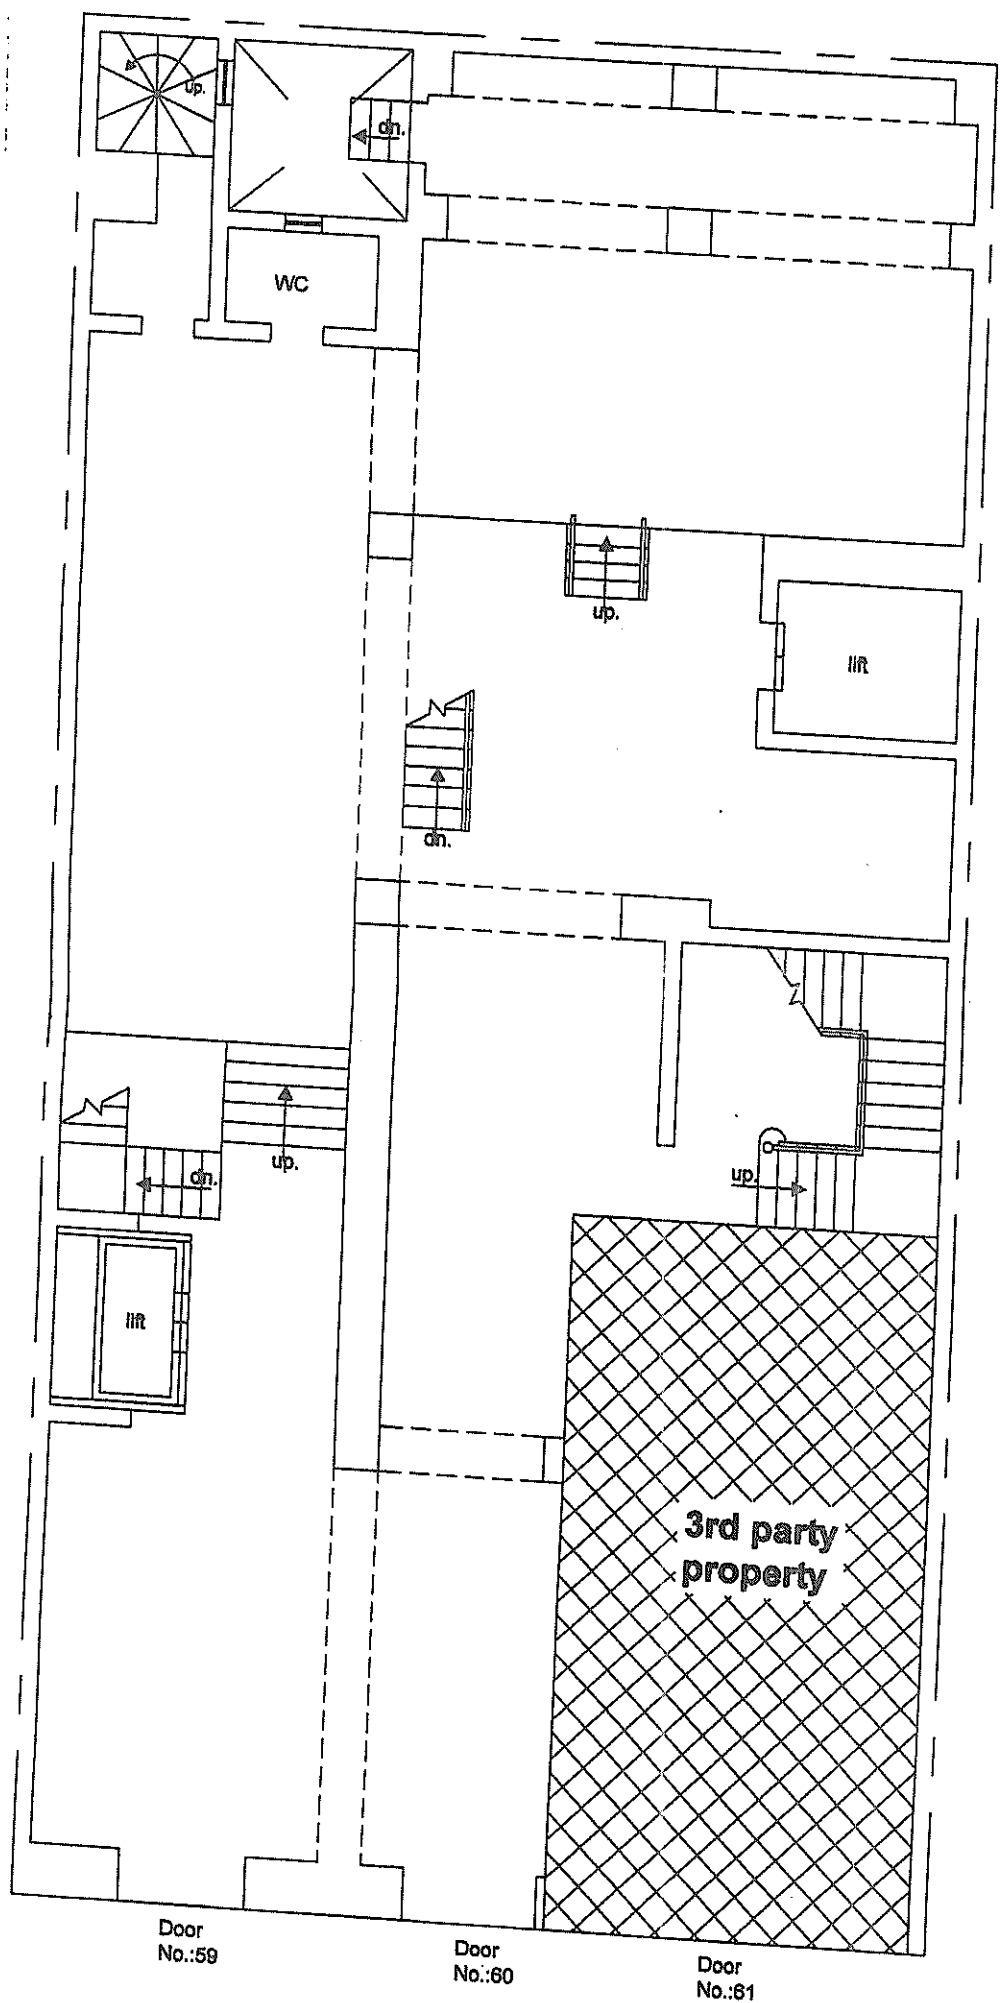 up.
dn.
WC
up.
lift
dn.
up.
dn.
up.
lift
3rd party
property
Door
No.:59
Door
No.:60
Door
No.:61